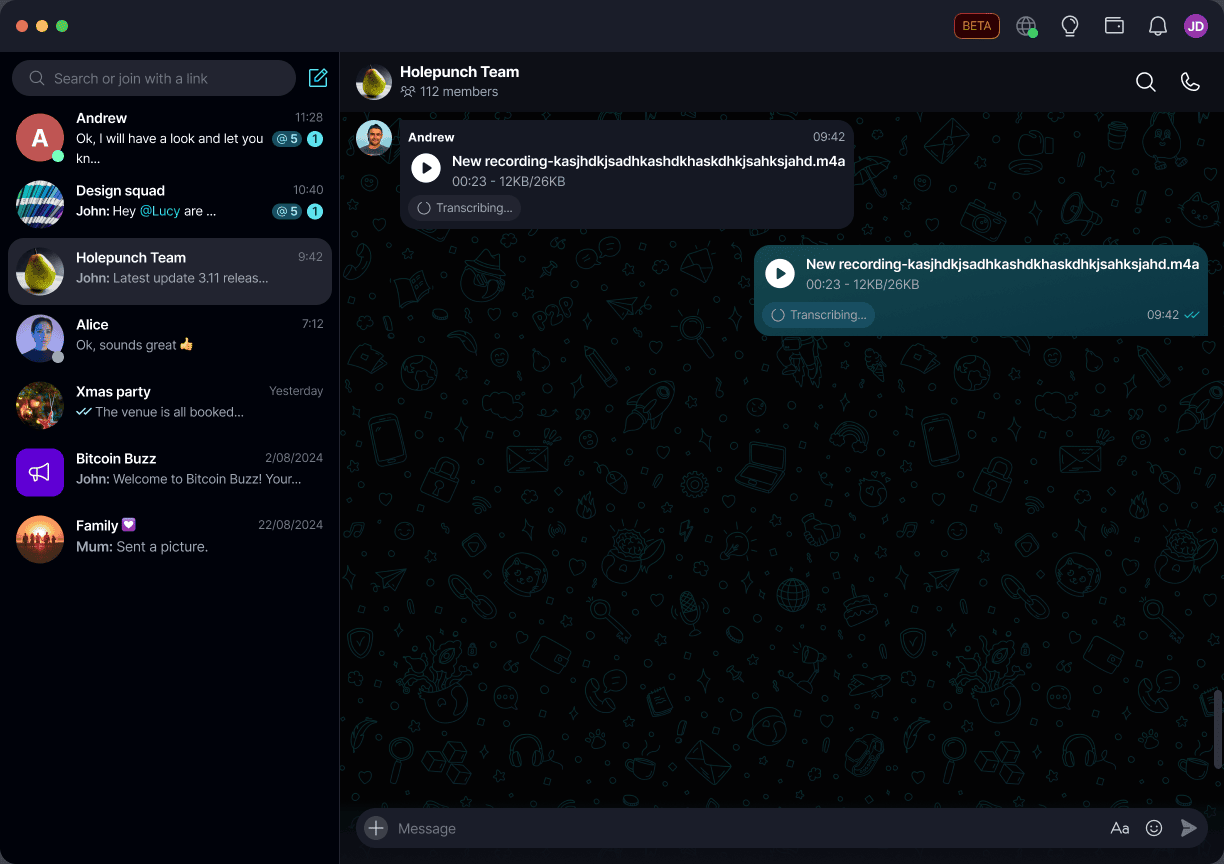 BETA
JD
Search or join with a link
Andrew
11:28
A
Ok, I will have a look and let you
kn...
@ 5
1
Design squad
10:40
John: Hey @Lucy are ...
@ 5
1
Holepunch Team
9:42
John: Latest update 3.11 releas...
Alice
7:12
Ok, sounds great 👍
Xmas party
Yesterday
The venue is all booked...
Bitcoin Buzz
2/08/2024
John: Welcome to Bitcoin Buzz! Your...
Family 💟
22/08/2024
Mum: Sent a picture.
Holepunch Team
112 members
Andrew
09:42
New recording-kasjhdkjsadhkashdkhaskdhkjsahksjahd.m4a
00:23 - 12KB/26KB
Transcribing...
New recording-kasjhdkjsadhkashdkhaskdhkjsahksjahd.m4a
00:23 - 12KB/26KB
Transcribing...
09:42
Message
Aa